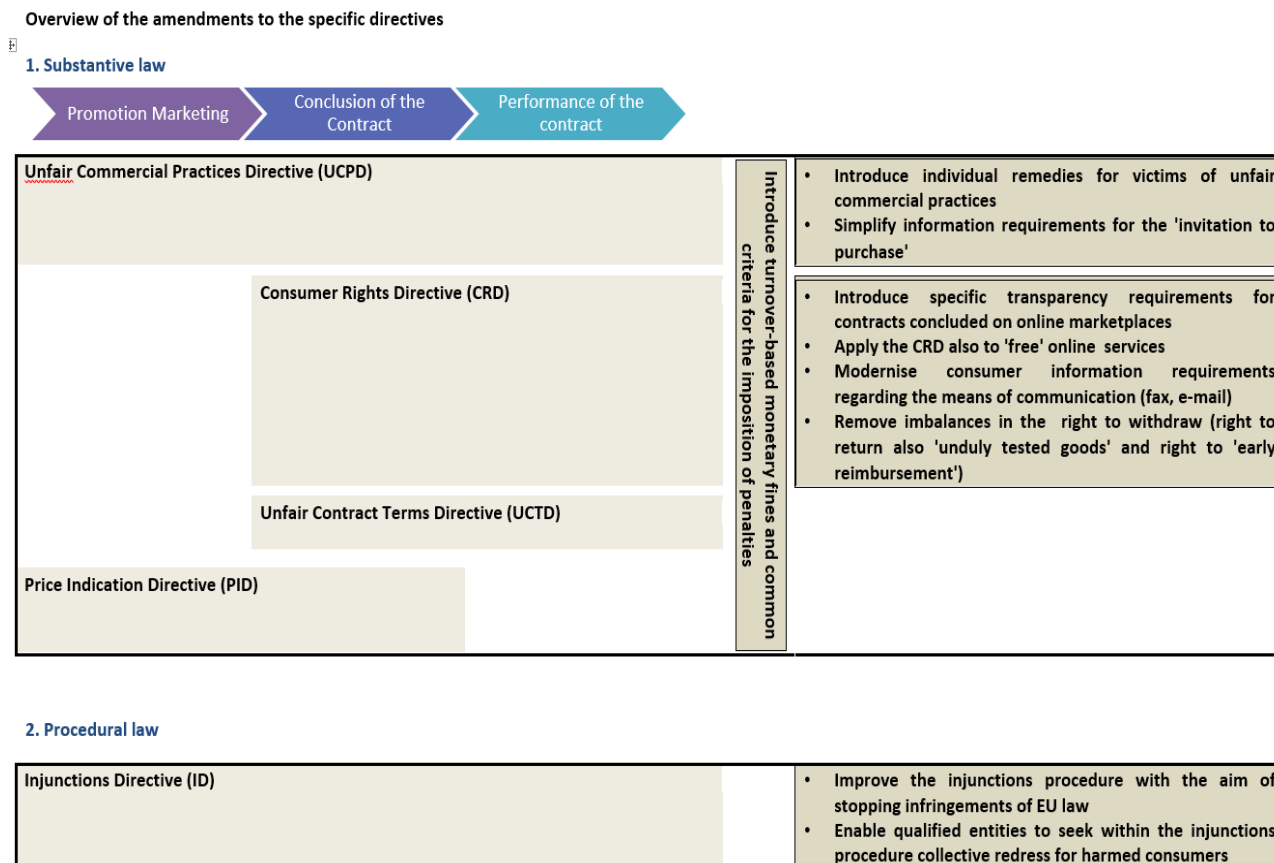 Overview of the amendments to the specific directives
1. Substantive law
Promotion Marketing
Conclusion of the
Contract
Performance of the
contract
Unfair Commercial Practices Directive (UCPD)
Introduce turnover-based monetary fines and common
criteria for the imposition of penalties
• Introduce individual remedies for victims of unfair
commercial practices
• Simplify information requirements for the 'invitation to
purchase'
Consumer Rights Directive (CRD)
• Introduce specific transparency requirements for
contracts concluded on online marketplaces
• Apply the CRD also to 'free' online services
• Modernise consumer information requirements
regarding the means of communication (fax, e-mail)
• Remove imbalances in the right to withdraw (right to
return also 'unduly tested goods' and right to 'early
reimbursement')
Unfair Contract Terms Directive (UCTD)
Price Indication Directive (PID)
2. Procedural law
Injunctions Directive (ID)
• Improve the injunctions procedure with the aim of
stopping infringements of EU law
• Enable qualified entities to seek within the injunctions
procedure collective redress for harmed consumers